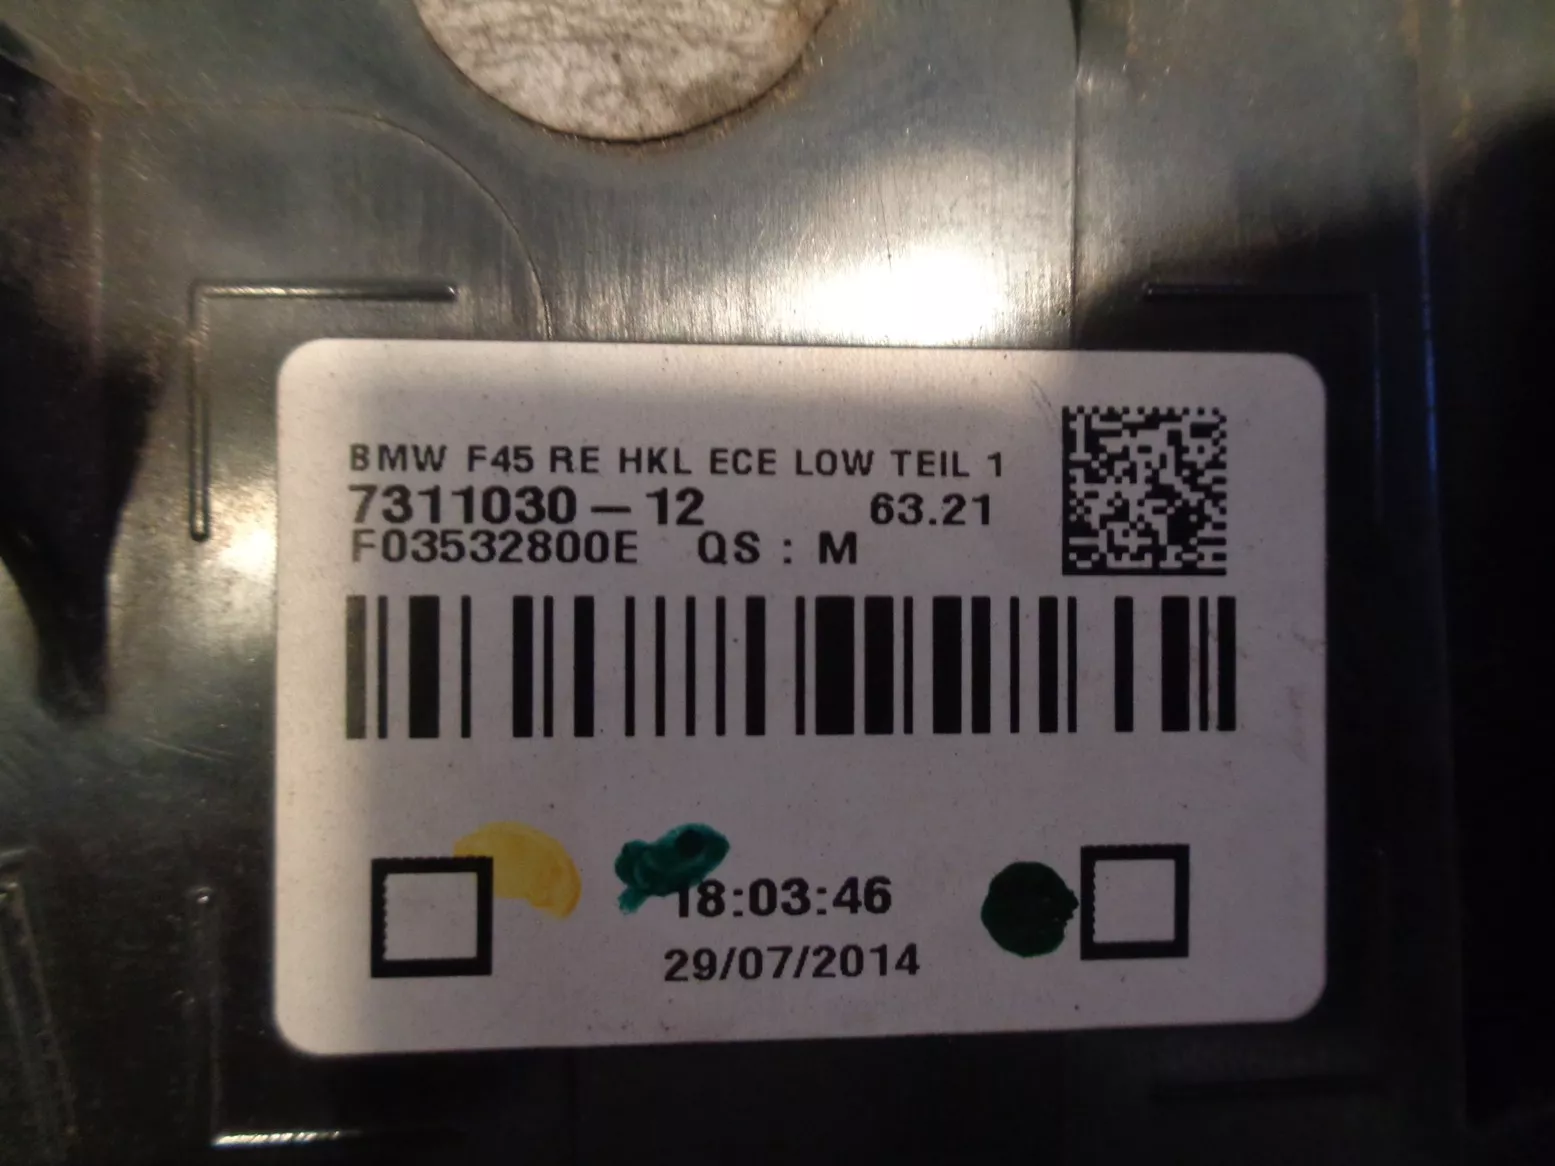 BMW F45 RE HKL ECE LOW TEIL 1
7311030-12 63.21
F03532800E QS : M
18:03:46
29/07/2014